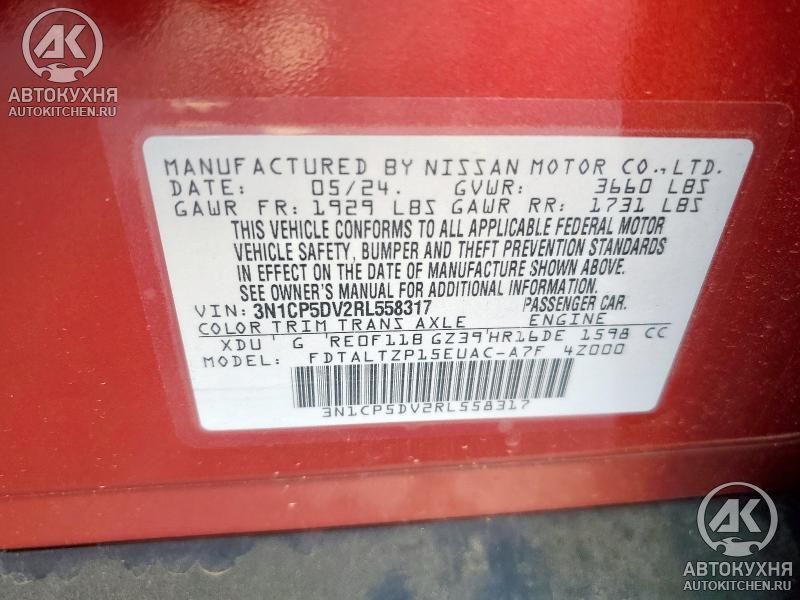 AK
АВТОКУХНЯ
AUTOKITCHEN.RU
MANUFACTURED BY NISSAN MOTOR CO., LTD.
DATE: 05/24. GVWR: 3660 LBS
GAWR FR: 1929 LBS GAWR RR: 1731 LBS
THIS VEHICLE CONFORMS TO ALL APPLICABLE FEDERAL MOTOR
VEHICLE SAFETY, BUMPER AND THEFT PREVENTION STANDARDS
IN EFFECT ON THE DATE OF MANUFACTURE SHOWN ABOVE.
SEE OWNER'S MANUAL FOR ADDITIONAL INFORMATION.
VIN: 3N1CP5DV2RL558317 PASSENGER CAR.
COLOR TRIM TRANS AXLE ENGINE
XDU G RE0F11B GZ39 HR16DE 1598 CC
MODEL: FDTALTZP15EUAC-A7F 4Z000
3N1CP5DV2RL558317
AK
АВТОКУХНЯ
AUTOKITCHEN.RU